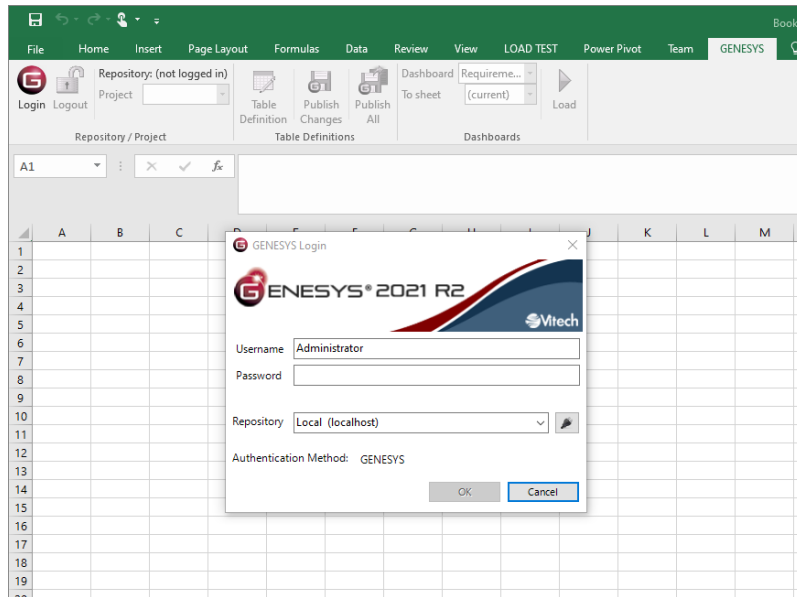 Book
File Home Insert Page Layout Formulas Data Review View LOAD TEST Power Pivot Team GENESYS
Repository: (not logged in)
Project
Login Logout
Repository / Project
Table Definition
Publish Changes
Publish All
Table Definitions
Dashboard Requireme...
To sheet (current)
Load
Dashboards
A1 fx
A B C D E F G H I J K L M
1
2
3
4
5
6
7
8
9
10
11
12
13
14
15
16
17
18
19
20
GENESYS Login
GENESYS® 2021 R2
Vitech
Username Administrator
Password
Repository Local (localhost)
Authentication Method: GENESYS
OK Cancel